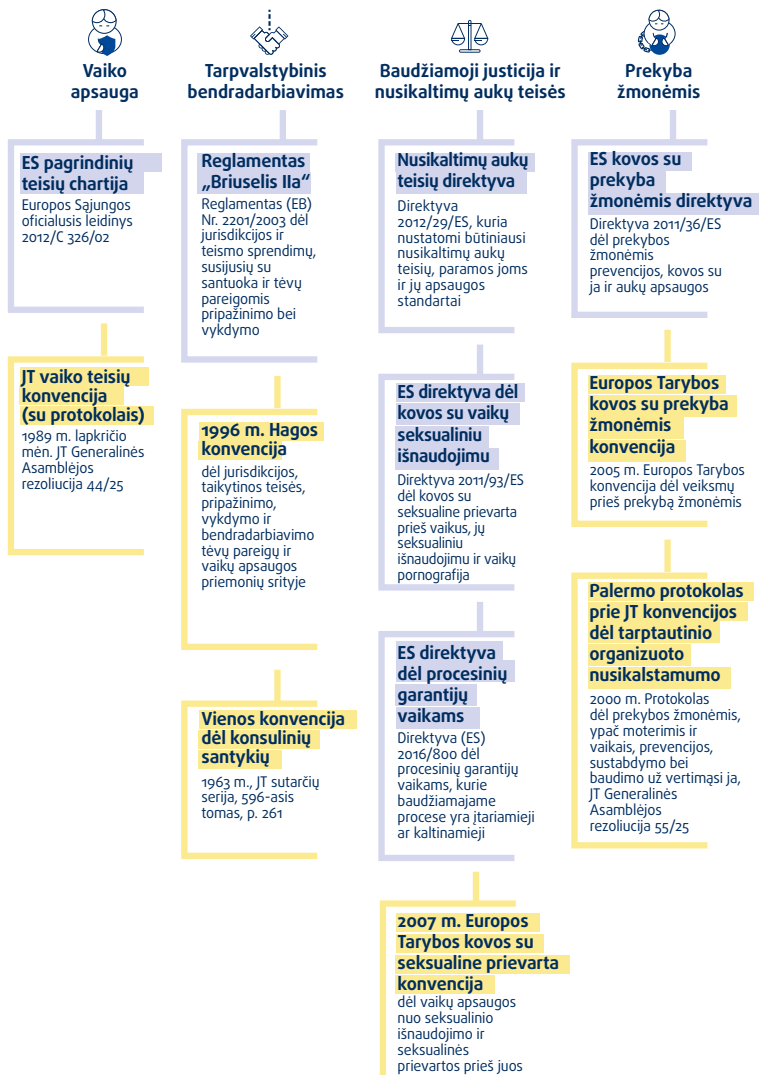 Vaiko
apsauga
ES pagrindinių
teisių chartija
Europos Sąjungos
oficialusis leidinys
2012/C 326/02
JT vaiko teisių
konvencija
(su protokolais)
1989 m. lapkričio
mėn. JT Generalinės
Asamblėjos
rezoliucija 44/25
Tarpvalstybinis
bendradarbiavimas
Reglamentas
„Briuselis IIa“
Reglamentas (EB)
Nr. 2201/2003 dėl
jurisdikcijos ir
teismo sprendimų,
susijusių su
santuoka ir tėvų
pareigomis
pripažinimo bei
vykdymo
1996 m. Hagos
konvencija
dėl jurisdikcijos,
taikytinos teisės,
pripažinimo,
vykdymo ir
bendradarbiavimo
tėvų pareigų ir
vaikų apsaugos
priemonių srityje
Vienos konvencija
dėl konsulinių
santykių
1963 m., JT sutarčių
serija, 596-asis
tomas, p. 261
Baudžiamoji justicija ir
nusikaltimų aukų teisės
Nusikaltimų aukų
teisių direktyva
Direktyva
2012/29/ES, kuria
nustatomi būtiniausi
nusikaltimų aukų
teisių, paramos joms
ir jų apsaugos
standartai
ES direktyva dėl
kovos su vaikų
seksualiniu
išnaudojimu
Direktyva 2011/93/ES
dėl kovos su
seksualine prievarta
prieš vaikus, jų
seksualiniu
išnaudojimu ir vaikų
pornografija
ES direktyva
dėl procesinių
garantijų
vaikams
Direktyva (ES)
2016/800 dėl
procesinių garantijų
vaikams, kurie
baudžiamajame
procese yra įtariamieji
ar kaltinamieji
2007 m. Europos
Tarybos kovos su
seksualine prievarta
konvencija
dėl vaikų apsaugos
nuo seksualinio
išnaudojimo ir
seksualinės
prievartos prieš juos
Prekyba
žmonėmis
ES kovos su
prekyba
žmonėmis direktyva
Direktyva 2011/36/ES
dėl prekybos
žmonėmis
prevencijos, kovos su
ja ir aukų apsaugos
Europos Tarybos
kovos su prekyba
žmonėmis
konvencija
2005 m. Europos Tarybos
konvencija dėl veiksmų
prieš prekybą žmonėmis
Palermo protokolas
prie JT konvencijos
dėl tarptautinio
organizuoto
nusikalstamumo
2000 m. Protokolas
dėl prekybos žmonėmis,
ypač moterimis ir
vaikais, prevencijos,
sustabdymo bei
baudimo už vertimąsi ja,
JT Generalinės
Asamblėjos
rezoliucija 55/25